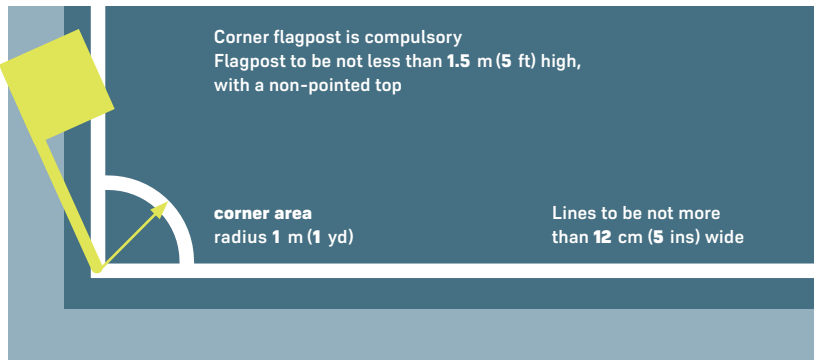 Corner flagpost is compulsory
Flagpost to be not less than 1.5 m (5 ft) high,
with a non-pointed top
corner area
radius 1 m (1 yd)
Lines to be not more
than 12 cm (5 ins) wide